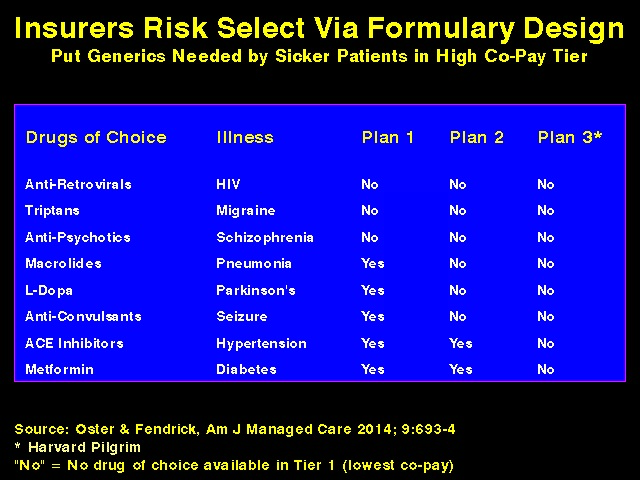 Insurers Risk Select Via Formulary Design
Put Generics Needed by Sicker Patients in High Co-Pay Tier
Drugs of Choice Illness Plan 1 Plan 2 Plan 3*
Anti-Retrovirals HIV No No No
Triptans Migraine No No No
Anti-Psychotics Schizophrenia No No No
Macrolides Pneumonia Yes No No
L-Dopa Parkinson's Yes No No
Anti-Convulsants Seizure Yes No No
ACE Inhibitors Hypertension Yes Yes No
Metformin Diabetes Yes Yes No
Source: Oster & Fendrick, Am J Managed Care 2014; 9:693-4
* Harvard Pilgrim
"No" = No drug of choice available in Tier 1 (lowest co-pay)